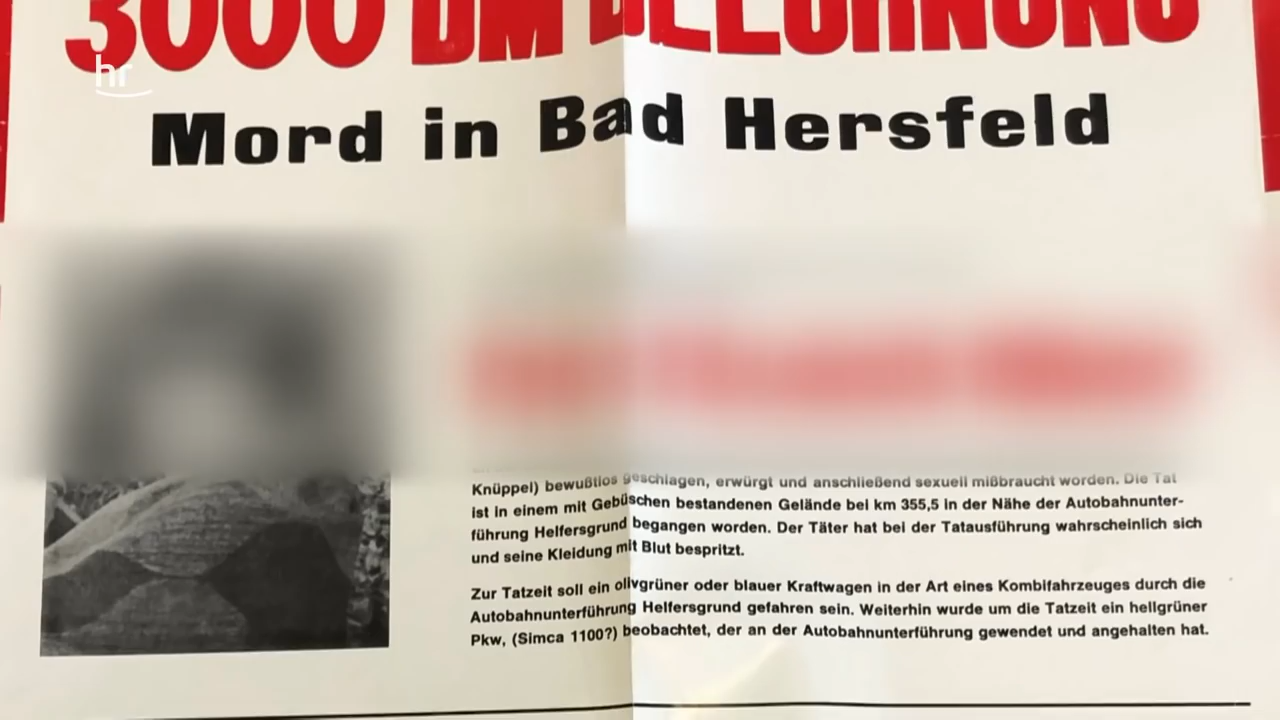 3000 DM BELOHNUNG
hr
Mord in Bad Hersfeld
Knüppel) bewußtlos geschlagen, erwürgt und anschließend sexuell mißbraucht worden. Die Tat
ist in einem mit Gebüschen bestandenen Gelände bei km 355,5 in der Nähe der Autobahnunter-
führung Helfersgrund begangen worden. Der Täter hat bei der Tatausführung wahrscheinlich sich
und seine Kleidung mit Blut bespritzt.
Zur Tatzeit soll ein olivgrüner oder blauer Kraftwagen in der Art eines Kombifahrzeuges durch die
Autobahnunterführung Helfersgrund gefahren sein. Weiterhin wurde um die Tatzeit ein hellgrüner
Pkw, (Simca 1100?) beobachtet, der an der Autobahnunterführung gewendet und angehalten hat.